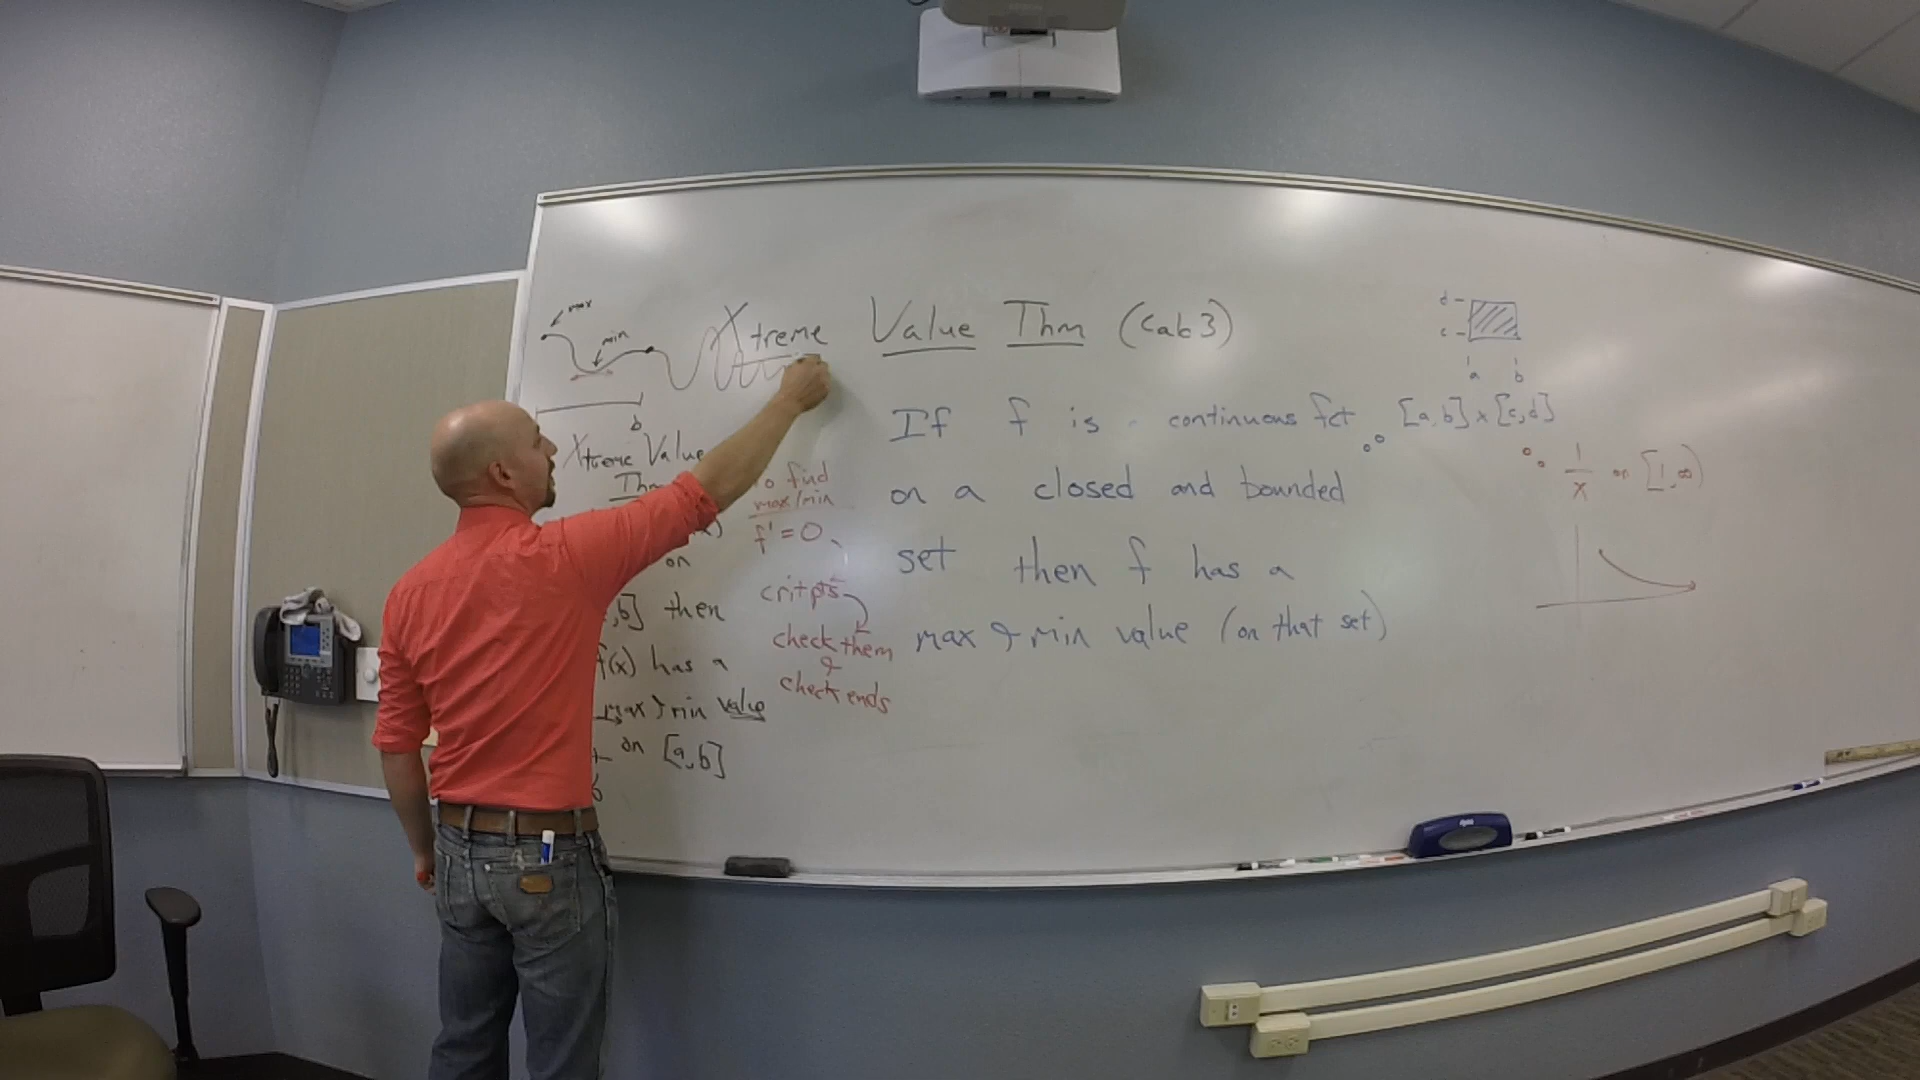 max
min
b
Xtreme Value
Thm
on
,b] then
f(x) has a
max & min value
on [a,b]
to find
max/min
f' = 0
crit pts
check them
&
check ends
Xtreme Value Thm (calc 3)
If f is continuous fct [a,b] x [c,d]
on a closed and bounded
set then f has a
max & min value (on that set)
d
c
a b
1/x on [1,∞)